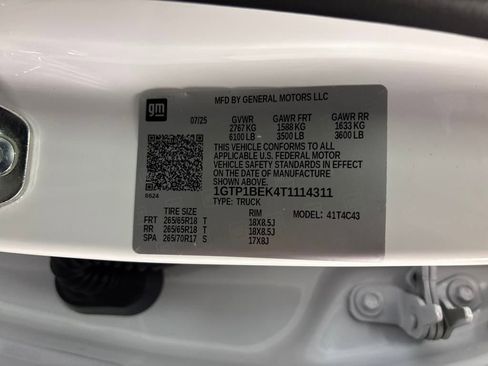 MFD BY GENERAL MOTORS LLC
gm 07/25 GVWR GAWR FRT GAWR RR
2767 KG 1588 KG 1633 KG
6100 LB 3500 LB 3600 LB
THIS VEHICLE CONFORMS TO ALL
APPLICABLE U.S. FEDERAL MOTOR
VEHICLE SAFETY STANDARDS IN EFFECT
ON THE DATE OF MANUFACTURE
SHOWN ABOVE.
1GTP1BEK4T1114311
6624 TYPE: TRUCK
TIRE SIZE RIM MODEL: 41T4C43
FRT 265/65R18 T 18X8.5J
RR 265/65R18 T 18X8.5J
SPA 265/70R17 S 17X8J